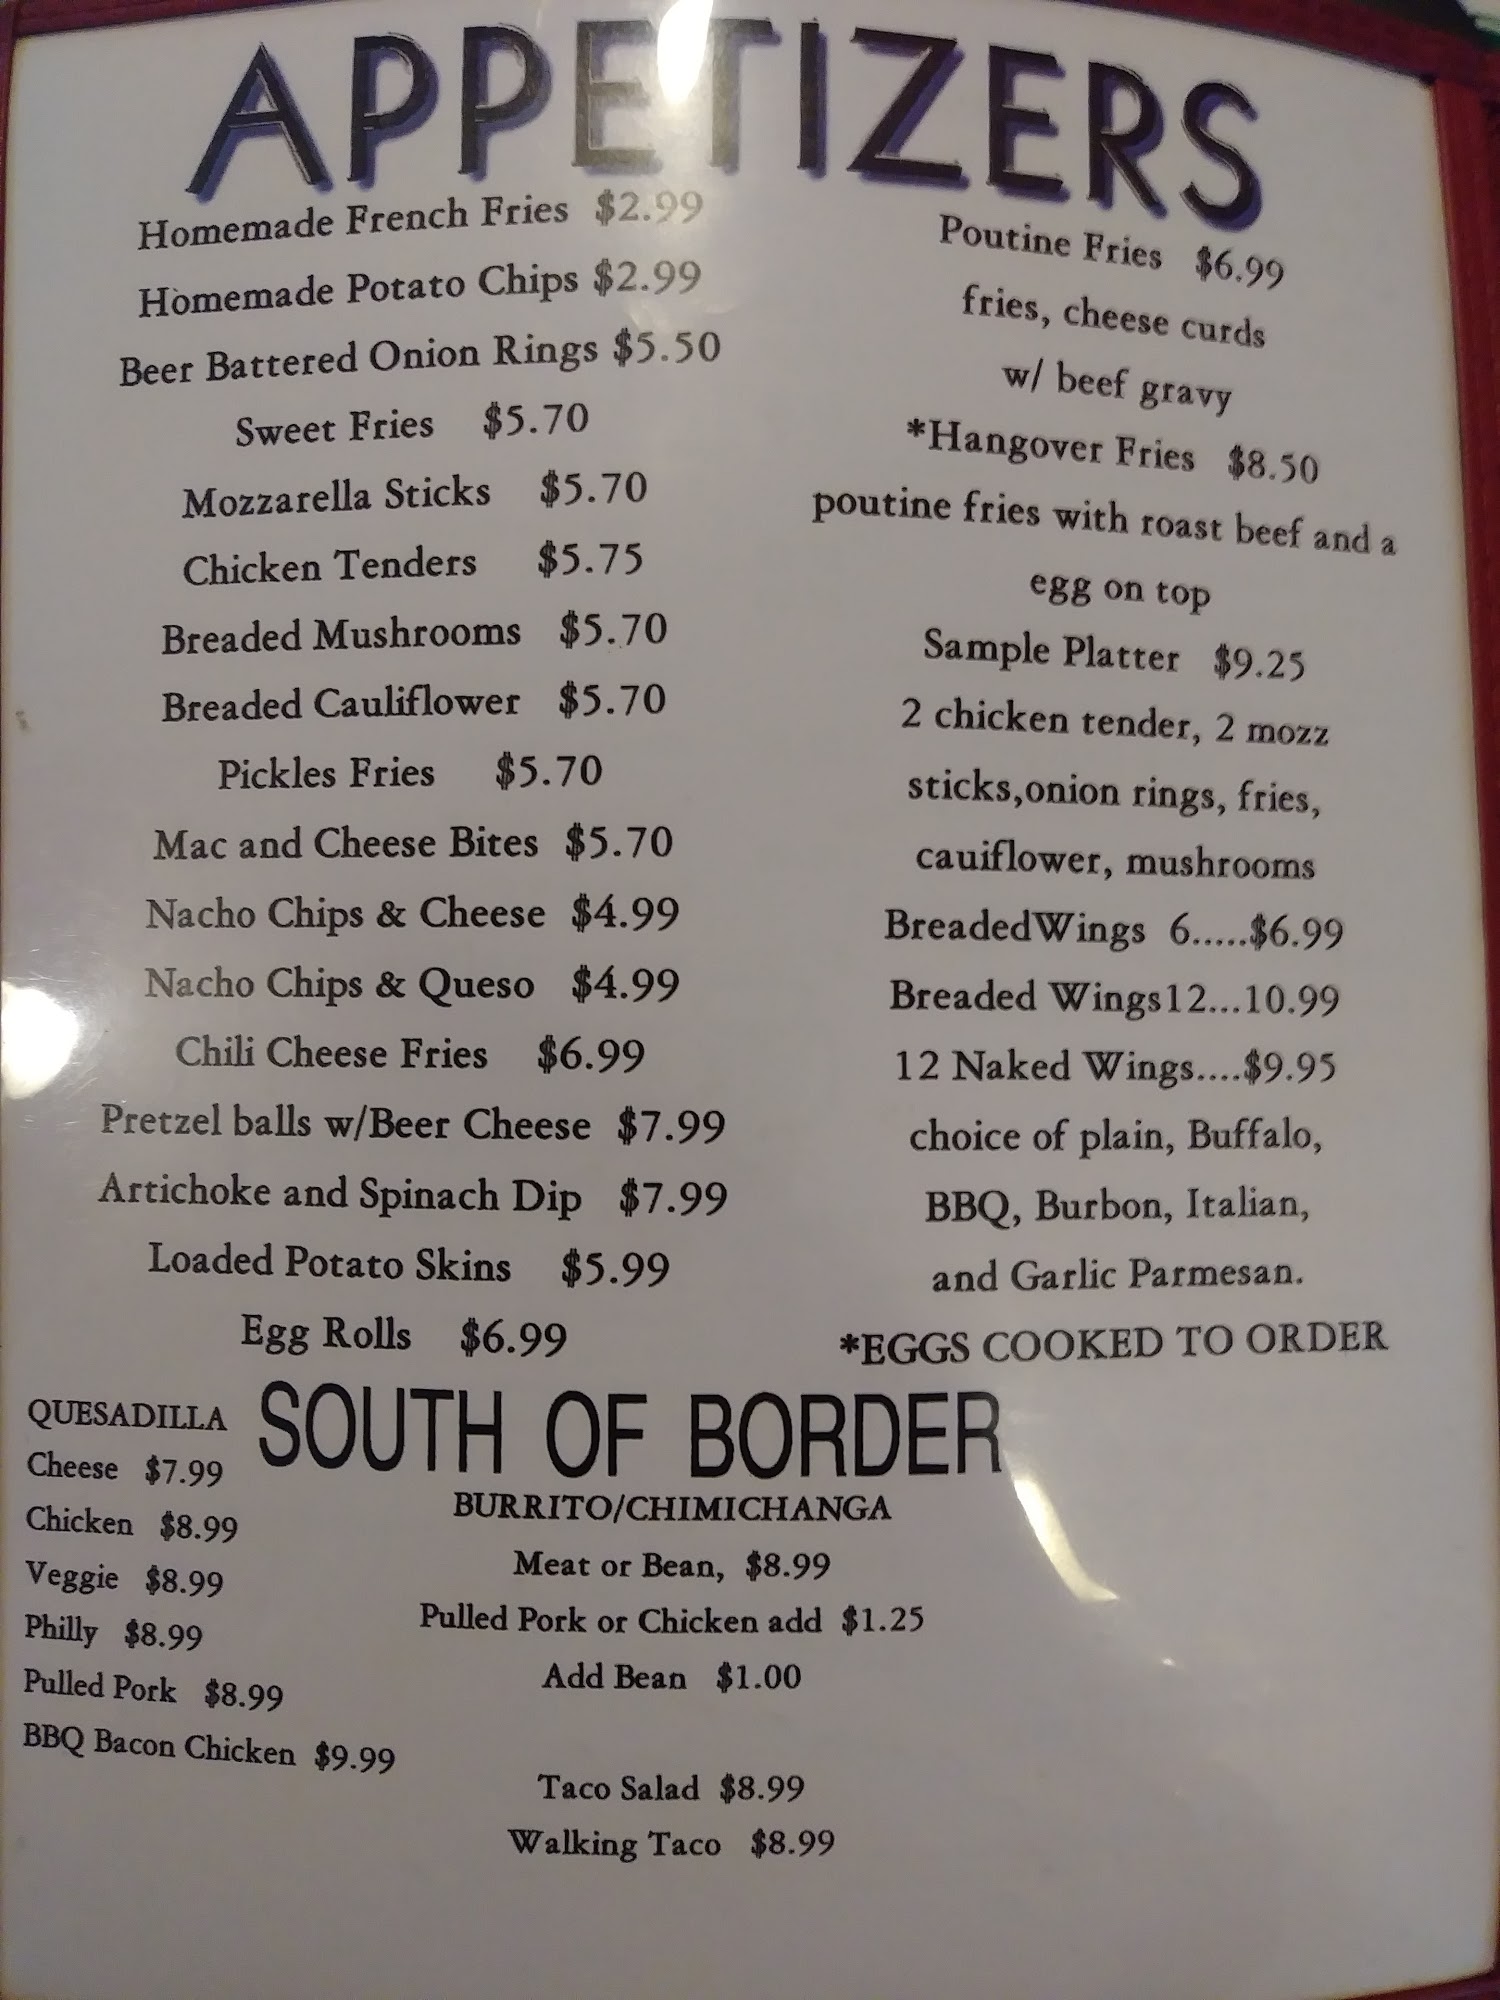 APPETIZERS
Homemade French Fries $2.99
Homemade Potato Chips $2.99
Beer Battered Onion Rings $5.50
Sweet Fries $5.70
Mozzarella Sticks $5.70
Chicken Tenders $5.75
Breaded Mushrooms $5.70
Breaded Cauliflower $5.70
Pickles Fries $5.70
Mac and Cheese Bites $5.70
Nacho Chips & Cheese $4.99
Nacho Chips & Queso $4.99
Chili Cheese Fries $6.99
Pretzel balls w/Beer Cheese $7.99
Artichoke and Spinach Dip $7.99
Loaded Potato Skins $5.99
Egg Rolls $6.99
Poutine Fries $6.99
fries, cheese curds
w/ beef gravy
*Hangover Fries $8.50
poutine fries with roast beef and a
egg on top
Sample Platter $9.25
2 chicken tender, 2 mozz
sticks,onion rings, fries,
cauiflower, mushrooms
BreadedWings 6.....$6.99
Breaded Wings12...10.99
12 Naked Wings....$9.95
choice of plain, Buffalo,
BBQ, Burbon, Italian,
and Garlic Parmesan.
*EGGS COOKED TO ORDER
SOUTH OF BORDER
QUESADILLA
Cheese $7.99
Chicken $8.99
Veggie $8.99
Philly $8.99
Pulled Pork $8.99
BBQ Bacon Chicken $9.99
BURRITO/CHIMICHANGA
Meat or Bean, $8.99
Pulled Pork or Chicken add $1.25
Add Bean $1.00
Taco Salad $8.99
Walking Taco $8.99